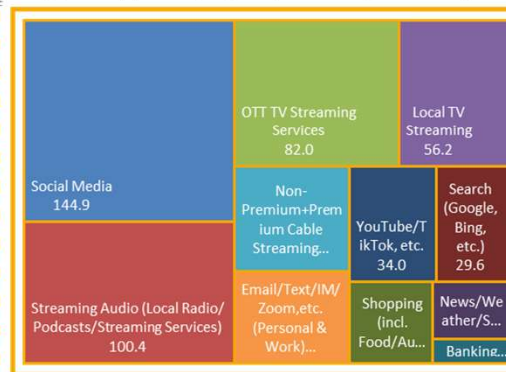 Social Media
144.9
Streaming Audio (Local Radio/
Podcasts/Streaming Services)
100.4
OTT TV Streaming
Services
82.0
Local TV
Streaming
56.2
Non-
Premium+Prem
ium Cable
Streaming...
Email/Text/IM/
Zoom,etc.
(Personal &
Work)...
YouTube/T
ikTok, etc.
34.0
Search
(Google,
Bing,
etc.)
29.6
Shopping
(incl.
Food/Au...
News/We
ather/S...
Banking...